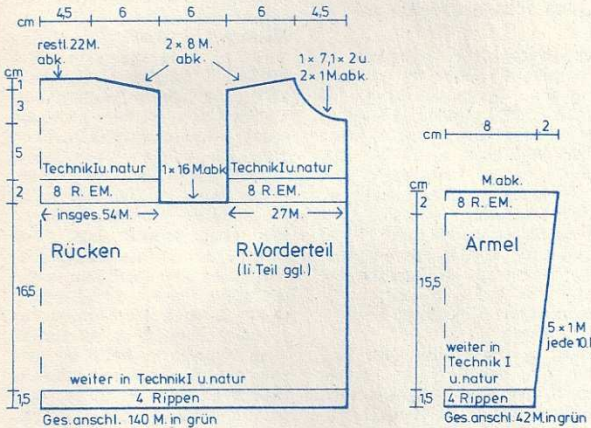 cm 4,5 6 6 6 4,5
restl. 22 M.
abk.
2 × 8 M.
abk.
1 × 7, 1 × 2 u.
2 × 1 M. abk.
cm
1
3
5
2
16,5
1,5
Technik I u. natur
8 R. EM.
insges. 54 M.
1 × 16 M. abk
Technik I u. natur
8 R. EM.
27 M.
Rücken
R. Vorderteil
(li. Teil ggl.)
weiter in Technik I u. natur
4 Rippen
Ges. anschl. 140 M. in grün
cm 8 2
cm
2
15,5
1,5
M. abk.
8 R. EM.
Ärmel
5 × 1 M
jede 10.
weiter in
Technik I
u. natur
4 Rippen
Ges. anschl. 42 M. in grün